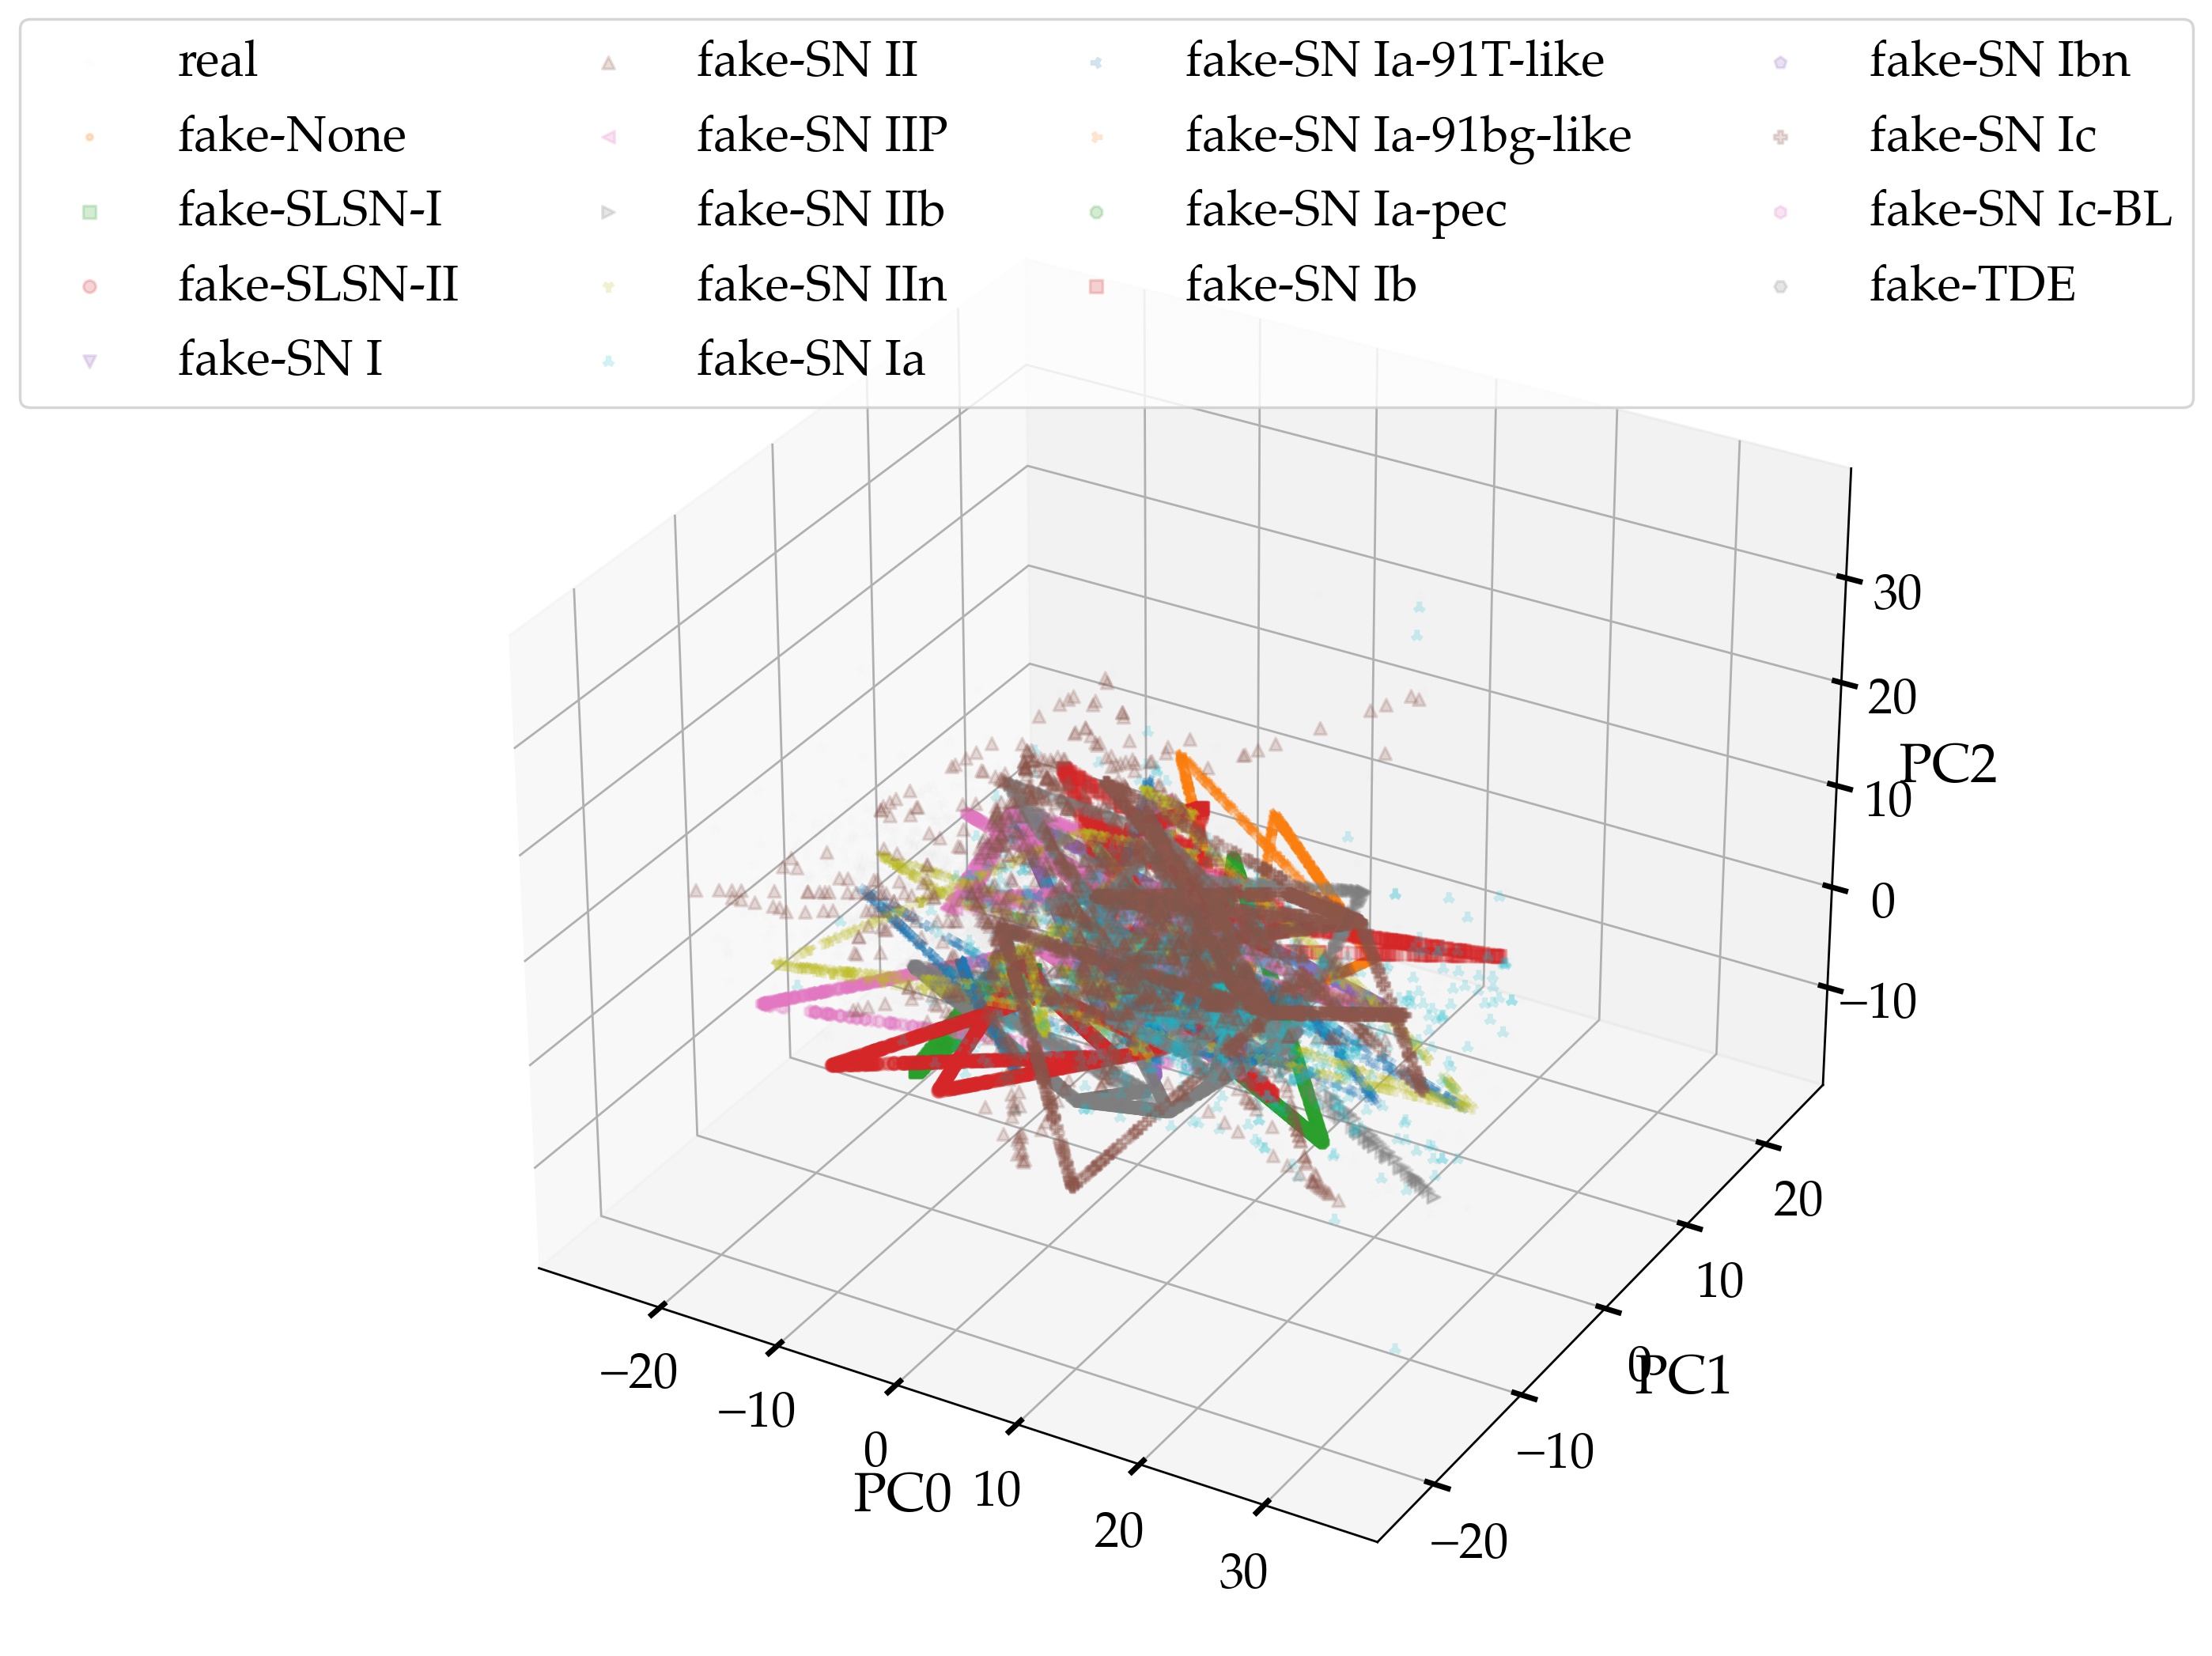 real
fake-None
fake-SLSN-I
fake-SLSN-II
fake-SN I
fake-SN II
fake-SN IIP
fake-SN IIb
fake-SN IIn
fake-SN Ia
fake-SN Ia-91T-like
fake-SN Ia-91bg-like
fake-SN Ia-pec
fake-SN Ib
fake-SN Ibn
fake-SN Ic
fake-SN Ic-BL
fake-TDE
30
20
PC2
10
0
−10
20
10
0
PC1
−10
−20
−20
−10
0
PC0
10
20
30